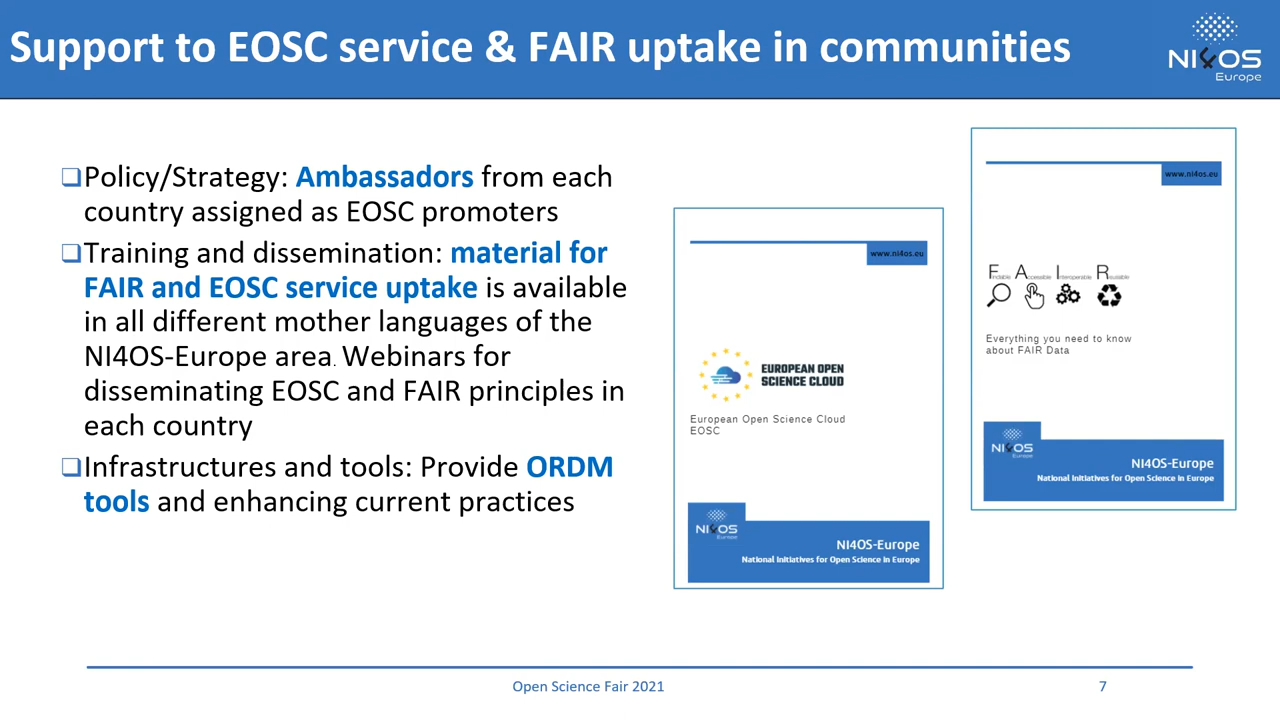 Support to EOSC service & FAIR uptake in communities
NI4OS
Europe
❑Policy/Strategy: Ambassadors from each
country assigned as EOSC promoters
❑Training and dissemination: material for
FAIR and EOSC service uptake is available
in all different mother languages of the
NI4OS-Europe area. Webinars for
disseminating EOSC and FAIR principles in
each country
❑Infrastructures and tools: Provide ORDM
tools and enhancing current practices
www.ni4os.eu
EUROPEAN OPEN
SCIENCE CLOUD
European Open Science Cloud
EOSC
NI4OS
Europe
NI4OS-Europe
National Initiatives for Open Science in Europe
www.ni4os.eu
Findable Accessible Interoperable Reusable
Everything you need to know
about FAIR Data
NI4OS
Europe
NI4OS-Europe
National Initiatives for Open Science in Europe
Open Science Fair 2021
7